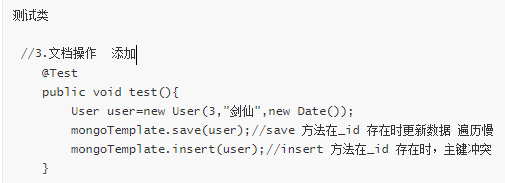 测试类
//3.文档操作  添加
@Test
public void test(){
User user=new User(3,"剑仙",new Date());
mongoTemplate.save(user);//save 方法在_id 存在时更新数据 遍历慢
mongoTemplate.insert(user);//insert 方法在_id 存在时，主键冲突
}